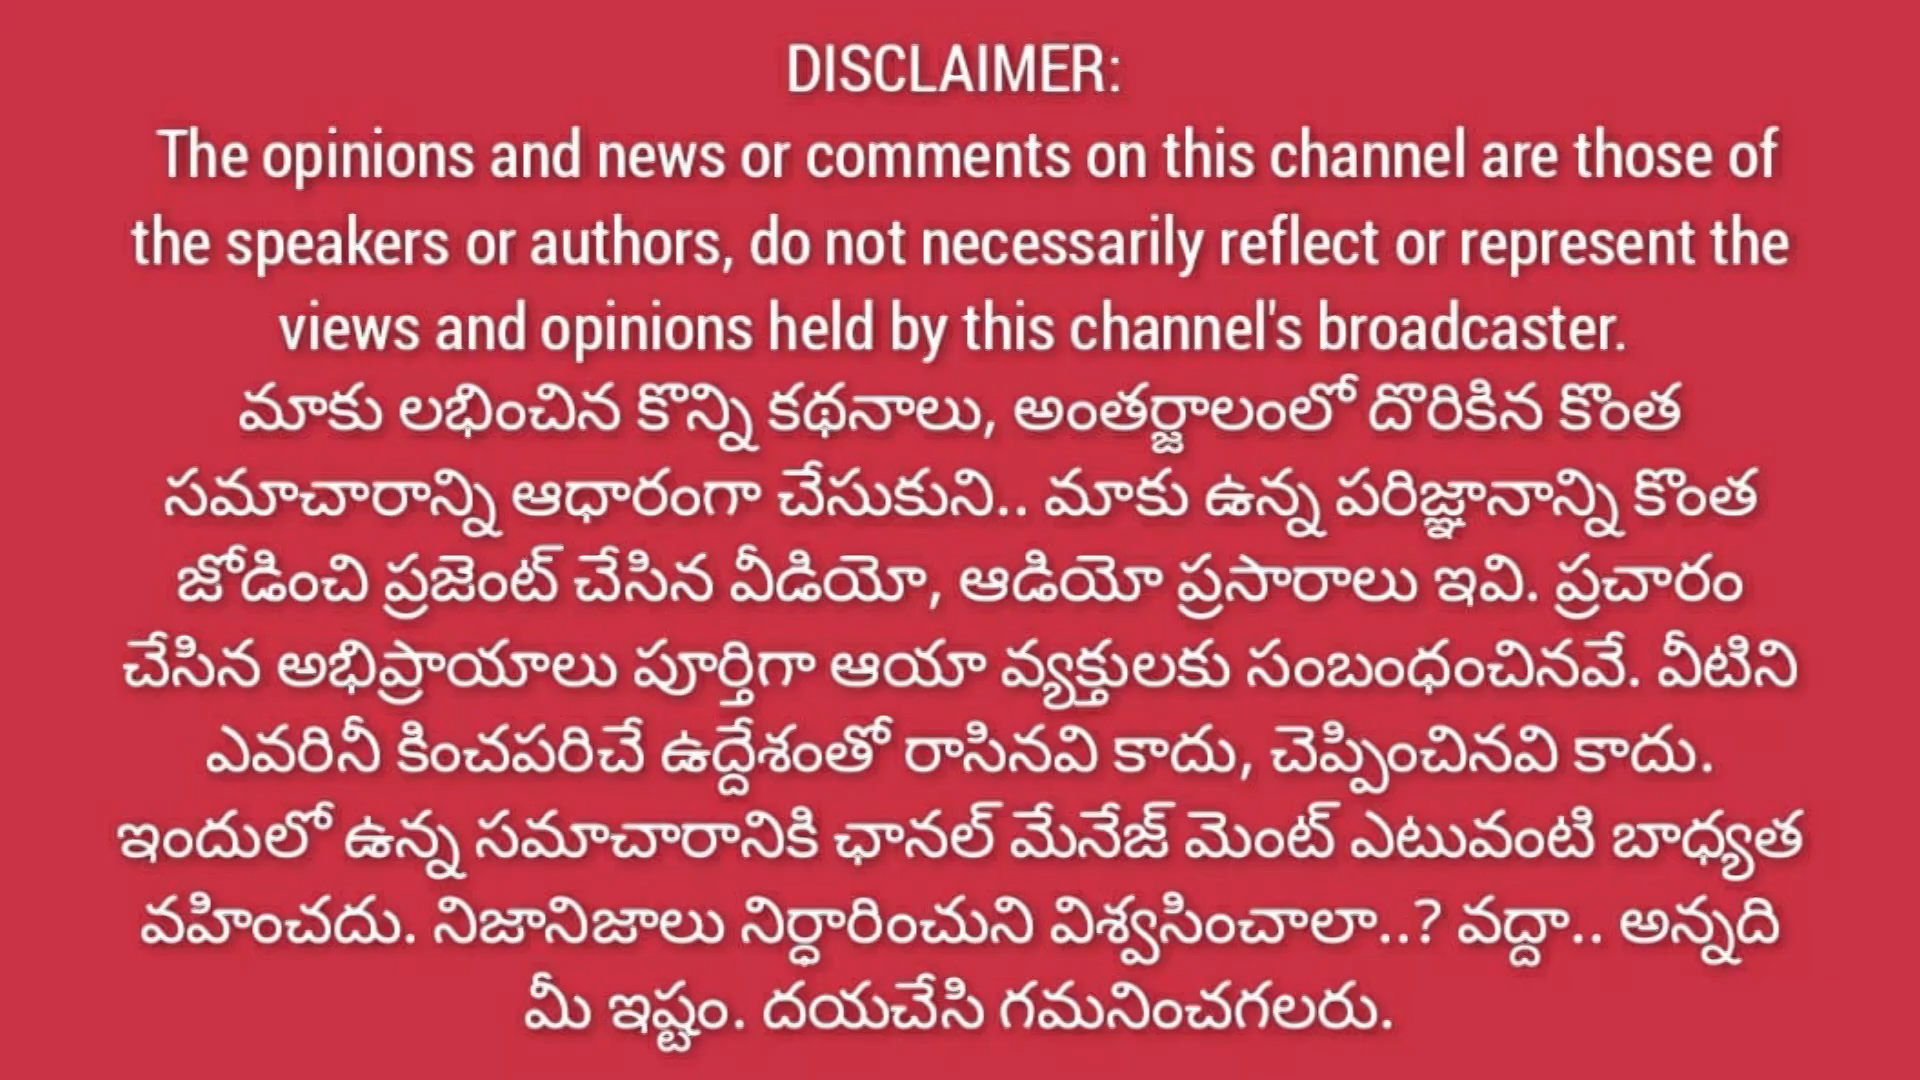 DISCLAIMER:
The opinions and news or comments on this channel are those of
the speakers or authors, do not necessarily reflect or represent the
views and opinions held by this channel's broadcaster.
మాకు లభించిన కొన్ని కథనాలు, అంతర్జాలంలో దొరికిన కొంత
సమాచారాన్ని ఆధారంగా చేసుకుని.. మాకు ఉన్న పరిజ్ఞానాన్ని కొంత
జోడించి ప్రజెంట్ చేసిన వీడియో, ఆడియో ప్రసారాలు ఇవి. ప్రచారం
చేసిన అభిప్రాయాలు పూర్తిగా ఆయా వ్యక్తులకు సంబంధించినవే. వీటిని
ఎవరినీ కించపరిచే ఉద్దేశంతో రాసినవి కాదు, చెప్పించినవి కాదు.
ఇందులో ఉన్న సమాచారానికి ఛానల్ మేనేజ్ మెంట్ ఎటువంటి బాధ్యత
వహించదు. నిజానిజాలు నిర్ధారించుని విశ్వసించాలా..? వద్దా.. అన్నది
మీ ఇష్టం. దయచేసి గమనించగలరు.